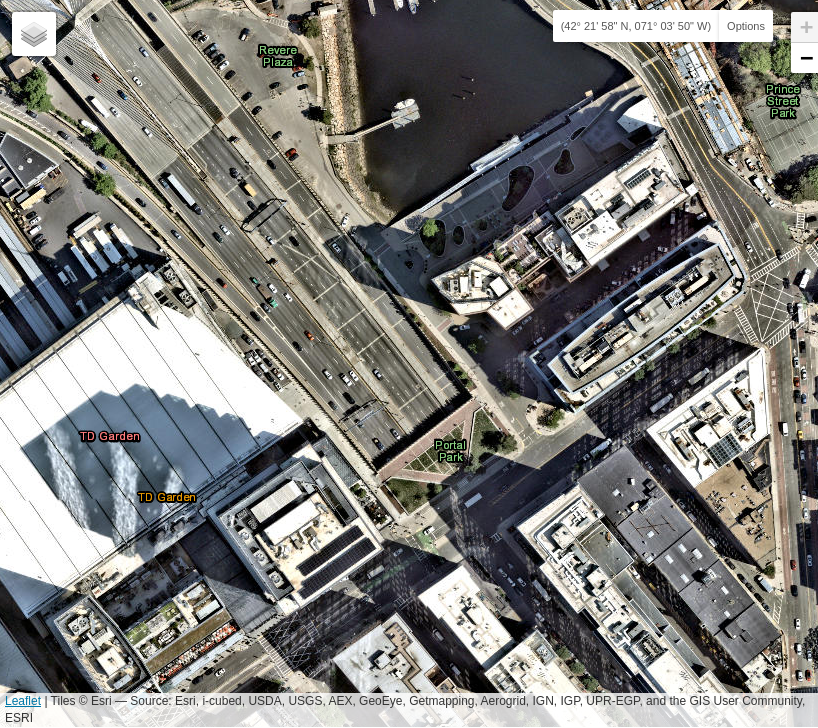 (42° 21' 58" N, 071° 03' 50" W) Options
+
−
Revere
Plaza
Prince
Street
Park
TD Garden
Portal
Park
TD Garden
Leaflet | Tiles © Esri — Source: Esri, i-cubed, USDA, USGS, AEX, GeoEye, Getmapping, Aerogrid, IGN, IGP, UPR-EGP, and the GIS User Community,
ESRI